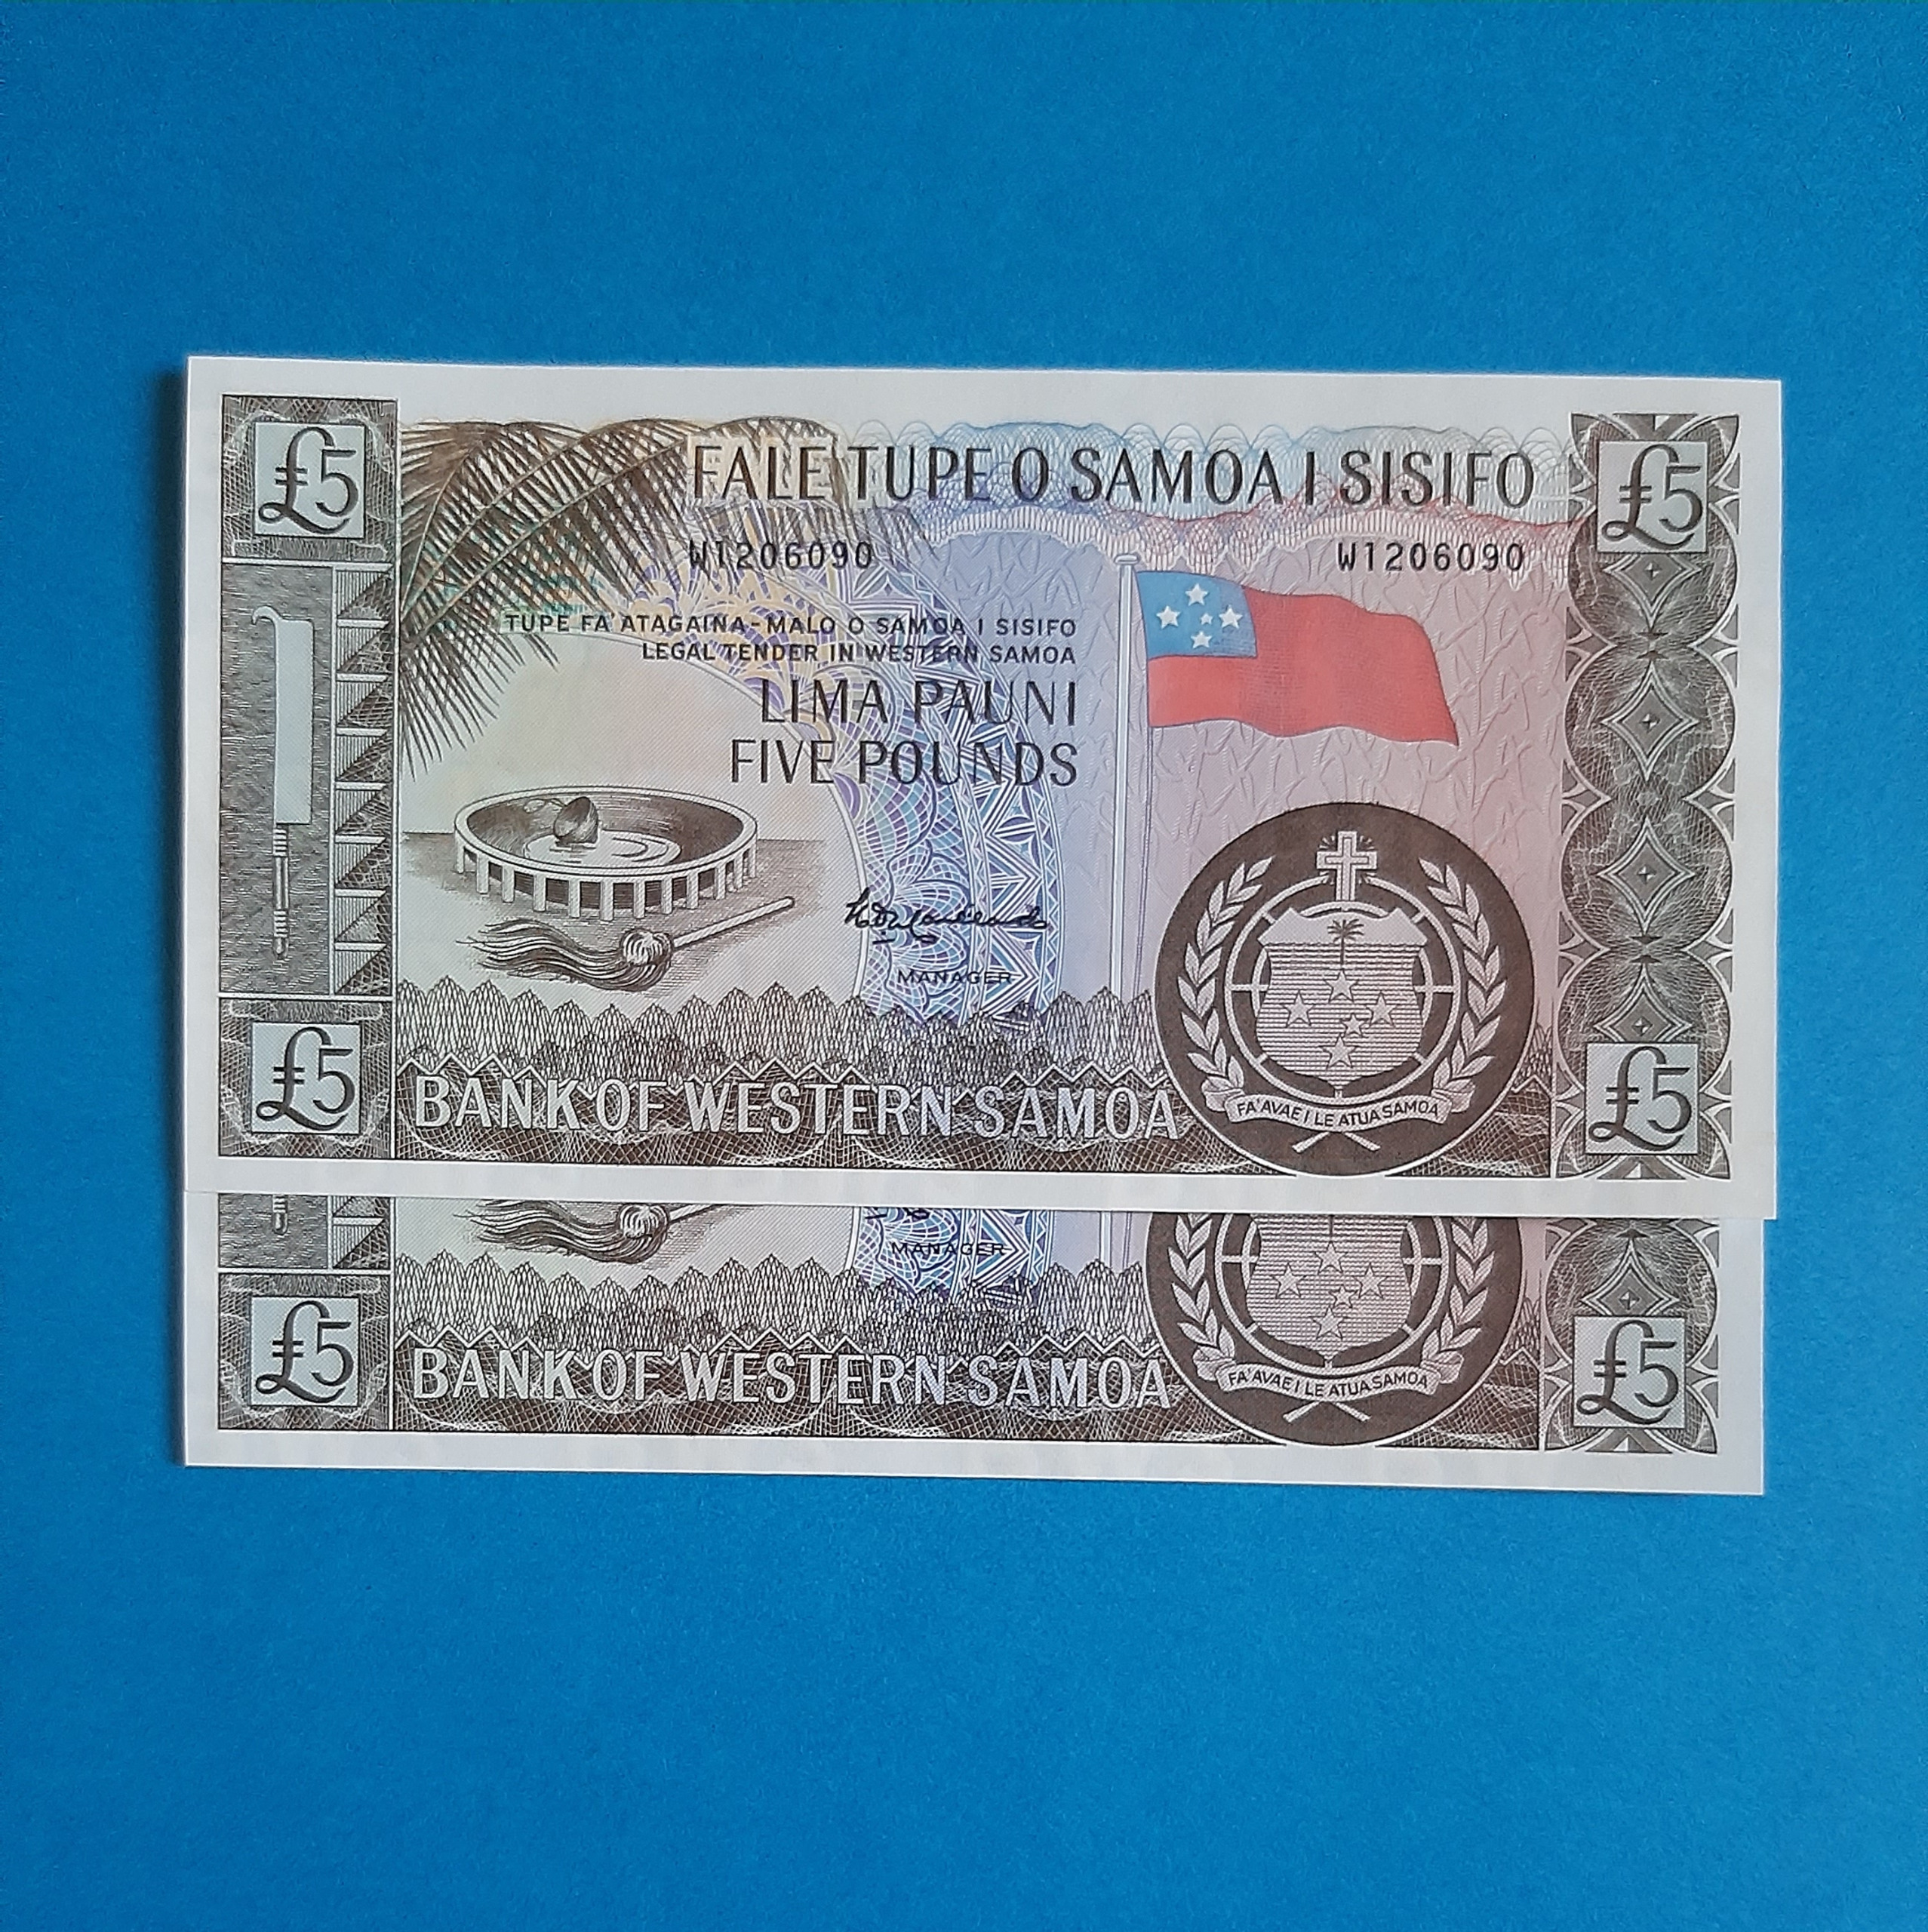 £5
£5
FALE TUPE O SAMOA I SISIFO
W1206090
W1206090
TUPE FA'ATAGAINA-MALO O SAMOA I SISIFO
LEGAL TENDER IN WESTERN SAMOA
LIMA PAUNI
FIVE POUNDS
MANAGER
£5
BANK OF WESTERN SAMOA
FA'AVAE I LE ATUA SAMOA
£5
MANAGER
£5
BANK OF WESTERN SAMOA
FA'AVAE I LE ATUA SAMOA
£5